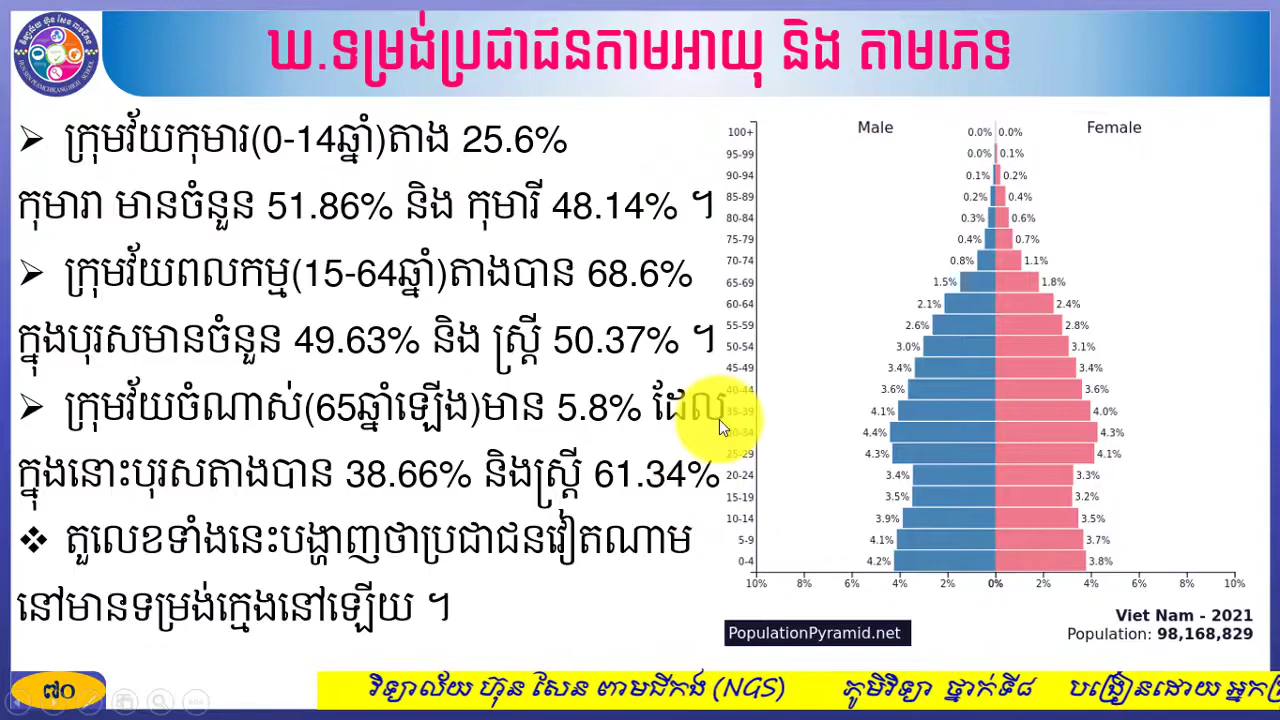 ឃ.ទម្រង់ប្រជាជនតាមអាយុ និង តាមភេទ
➢ ក្រុមវ័យកុមារ(0-14ឆ្នាំ)តាង 25.6%
កុមារា មានចំនួន 51.86% និង កុមារី 48.14% ។
➢ ក្រុមវ័យពលកម្ម(15-64ឆ្នាំ)តាងបាន 68.6%
ក្នុងបុរសមានចំនួន 49.63% និង ស្ត្រី 50.37% ។
➢ ក្រុមវ័យចំណាស់(65ឆ្នាំឡើង)មាន 5.8% ដែល
ក្នុងនោះបុរសតាងបាន 38.66% និងស្ត្រី 61.34%
❖ តួលេខទាំងនេះបង្ហាញថាប្រជាជនវៀតណាម
នៅមានទម្រង់ក្មេងនៅឡើយ ។
Male Female
100+ 0.0% 0.0%
95-99 0.0% 0.1%
90-94 0.1% 0.2%
85-89 0.2% 0.4%
80-84 0.3% 0.6%
75-79 0.4% 0.7%
70-74 0.8% 1.1%
65-69 1.5% 1.8%
60-64 2.1% 2.4%
55-59 2.6% 2.8%
50-54 3.0% 3.1%
45-49 3.4% 3.4%
40-44 3.6% 3.6%
35-39 4.1% 4.0%
30-34 4.4% 4.3%
25-29 4.3% 4.1%
20-24 3.4% 3.3%
15-19 3.5% 3.2%
10-14 3.9% 3.5%
5-9 4.1% 3.7%
0-4 4.2% 3.8%
10% 8% 6% 4% 2% 0% 2% 4% 6% 8% 10%
Viet Nam - 2021
PopulationPyramid.net Population: 98,168,829
៧០ វិទ្យាល័យ ហ៊ុន សែន ពាមជីកង (NGS) ភូមិវិទ្យា ថ្នាក់ទី៨ បង្រៀនដោយ